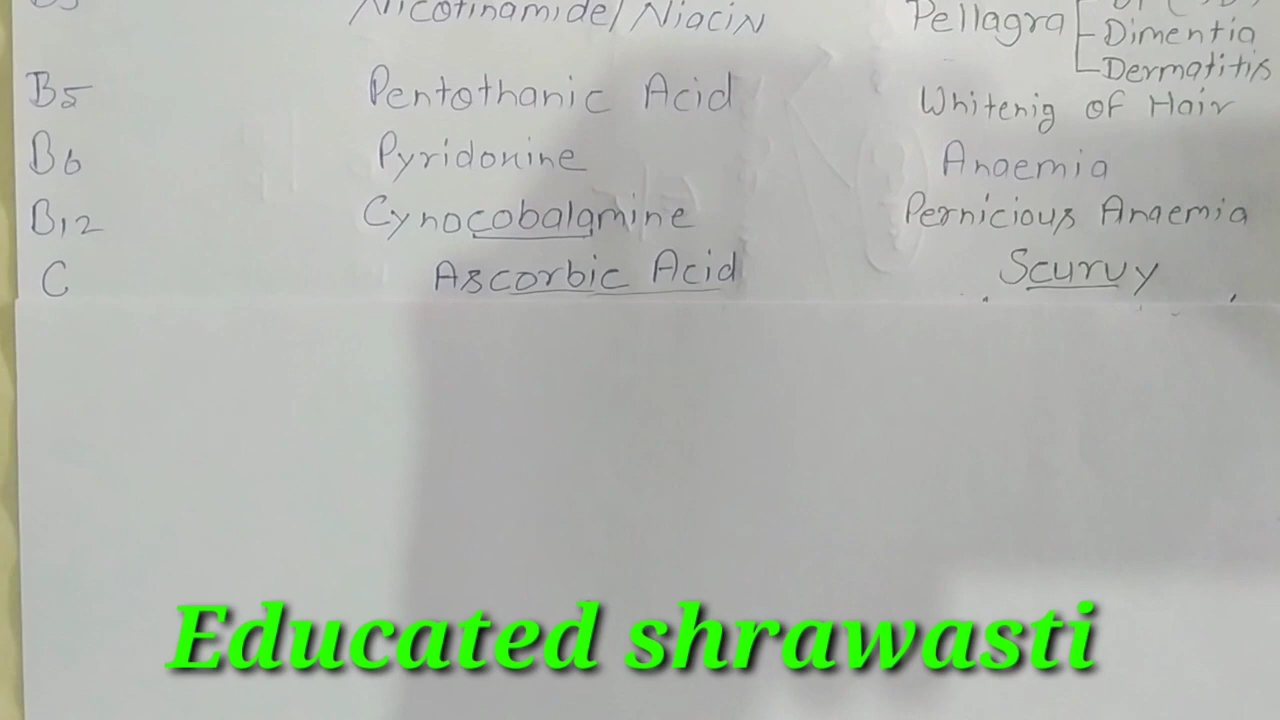 Nicotinamide/Niacin Pellagra
Dimentia
Dermatitis
B5 Pentothanic Acid Whitenig of Hair
B6 Pyridoxine Anaemia
B12 Cynocobalamine Pernicious Anaemia
C Ascorbic Acid Scurvy
Educated shrawasti